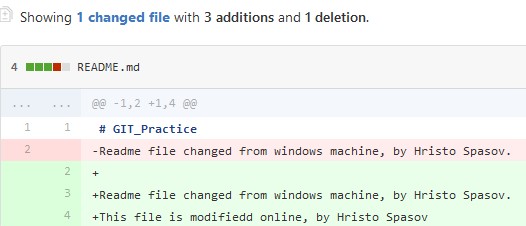 Showing 1 changed file with 3 additions and 1 deletion.
4 README.md
... ... @@ -1,2 +1,4 @@
1 1 # GIT_Practice
2 -Readme file changed from windows machine, by Hristo Spasov.
2 +
3 +Readme file changed from windows machine, by Hristo Spasov.
4 +This file is modifiedd online, by Hristo Spasov